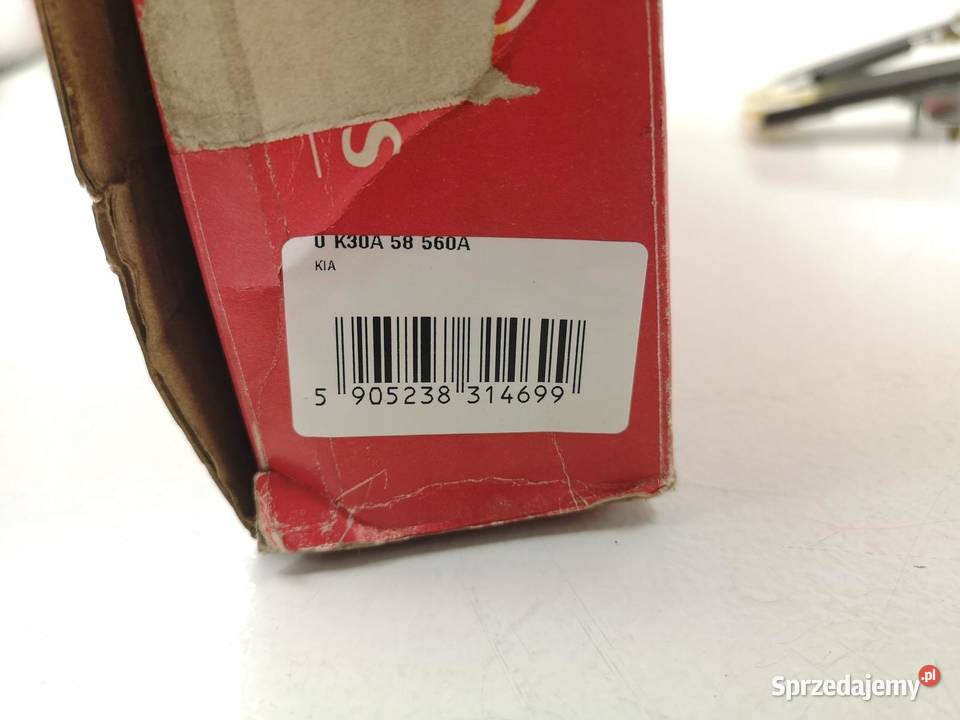 S
0 K30A 58 560A
KIA
5 905238 314699
Sprzedajemy.pl